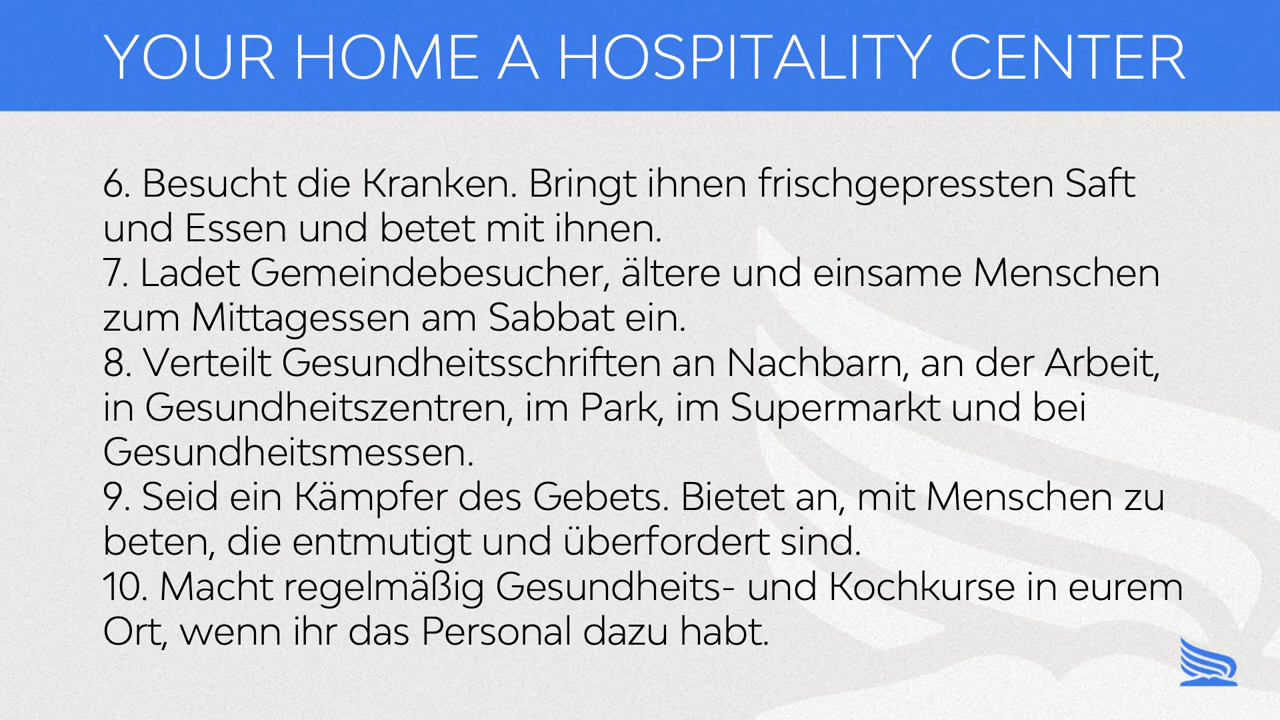 YOUR HOME A HOSPITALITY CENTER
6. Besucht die Kranken. Bringt ihnen frischgepressten Saft
und Essen und betet mit ihnen.
7. Ladet Gemeindebesucher, ältere und einsame Menschen
zum Mittagessen am Sabbat ein.
8. Verteilt Gesundheitsschriften an Nachbarn, an der Arbeit,
in Gesundheitszentren, im Park, im Supermarkt und bei
Gesundheitsmessen.
9. Seid ein Kämpfer des Gebets. Bietet an, mit Menschen zu
beten, die entmutigt und überfordert sind.
10. Macht regelmäßig Gesundheits- und Kochkurse in eurem
Ort, wenn ihr das Personal dazu habt.